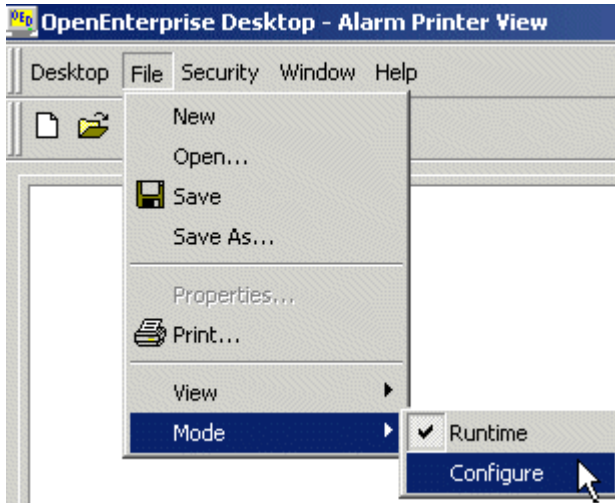 OpenEnterprise Desktop - Alarm Printer View
Desktop File Security Window Help
New
Open...
Save
Save As...
Properties...
Print...
View
Mode
Runtime
Configure